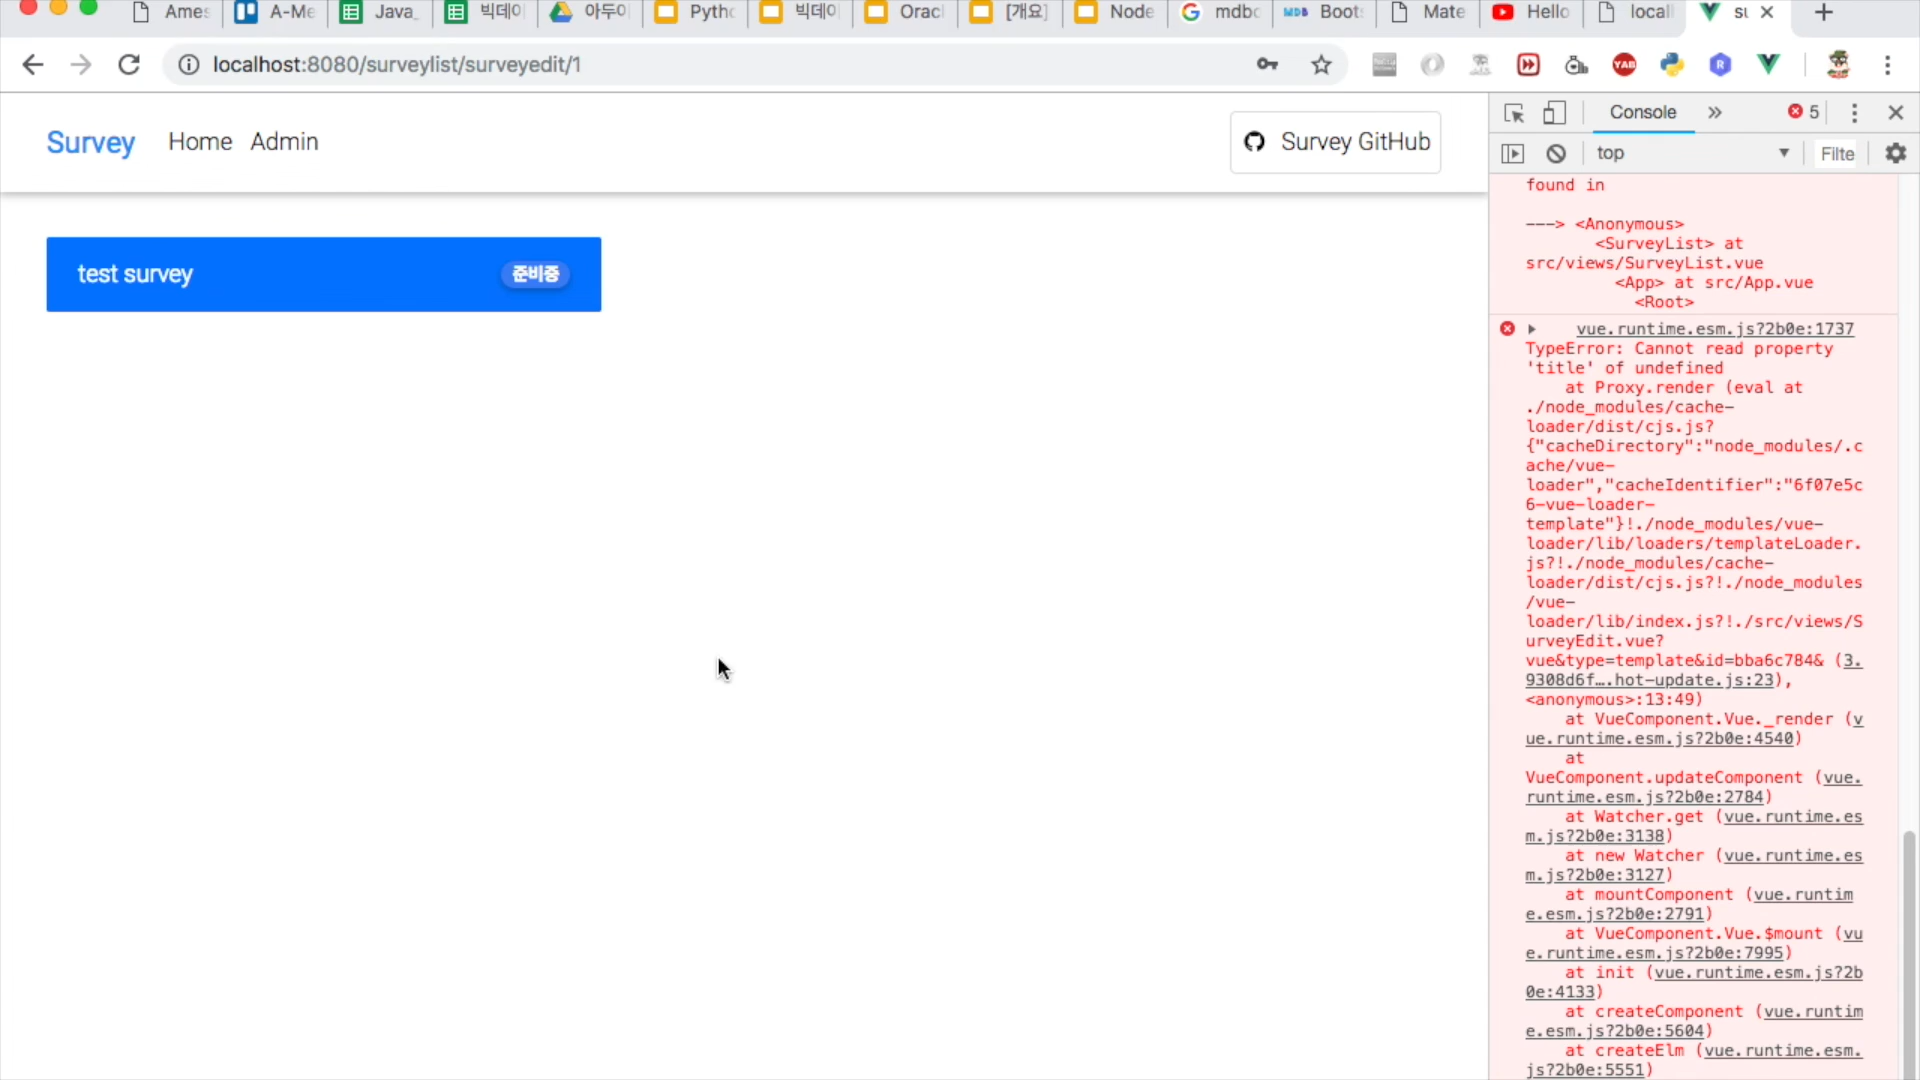 Ames
A-Me
Java_
빅데이
아두이
Pytho
빅데이
Oracl
[개요]
Node
mdbo
MDB
Boots
Mate
Hello
locall
localhost:8080/surveylist/surveyedit/1
YAB
R
Survey Home Admin
Survey GitHub
test survey 준비중
Console » 5
top
Filte
found in
---> <Anonymous>
<SurveyList> at
src/views/SurveyList.vue
<App> at src/App.vue
<Root>
vue.runtime.esm.js?2b0e:1737
TypeError: Cannot read property
'title' of undefined
at Proxy.render (eval at
./node_modules/cache-
loader/dist/cjs.js?
{"cacheDirectory":"node_modules/.c
ache/vue-
loader","cacheIdentifier":"6f07e5c
6-vue-loader-
template"}!./node_modules/vue-
loader/lib/loaders/templateLoader.
js?!./node_modules/cache-
loader/dist/cjs.js?!./node_modules
/vue-
loader/lib/index.js?!./src/views/S
urveyEdit.vue?
vue&type=template&id=bba6c784& (3.
9308d6f….hot-update.js:23),
<anonymous>:13:49)
at VueComponent.Vue._render (v
ue.runtime.esm.js?2b0e:4540)
at
VueComponent.updateComponent (vue.
runtime.esm.js?2b0e:2784)
at Watcher.get (vue.runtime.es
m.js?2b0e:3138)
at new Watcher (vue.runtime.es
m.js?2b0e:3127)
at mountComponent (vue.runtim
e.esm.js?2b0e:2791)
at VueComponent.Vue.$mount (vu
e.runtime.esm.js?2b0e:7995)
at init (vue.runtime.esm.js?2b
0e:4133)
at createComponent (vue.runtim
e.esm.js?2b0e:5604)
at createElm (vue.runtime.esm.
js?2b0e:5551)